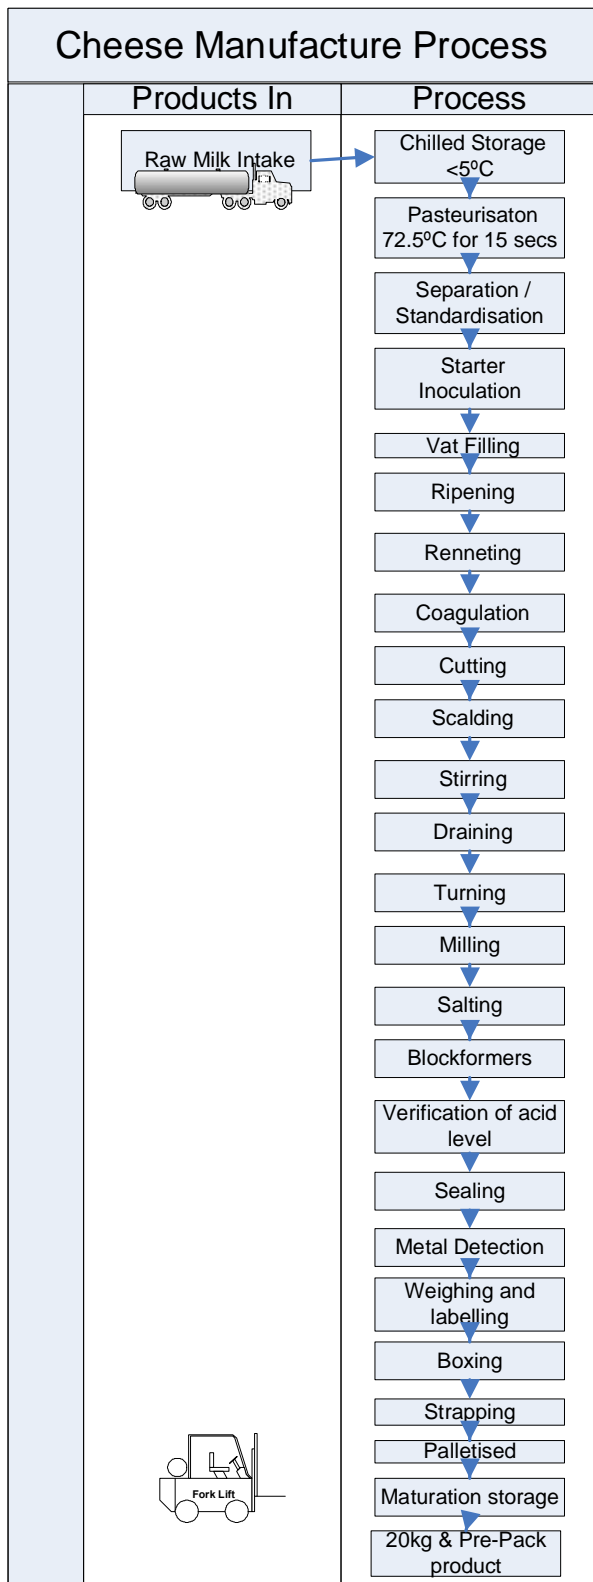 Cheese Manufacture Process
Products In
Process
Raw Milk Intake
Chilled Storage
<5ºC
Pasteurisaton
72.5ºC for 15 secs
Separation /
Standardisation
Starter
Inoculation
Vat Filling
Ripening
Renneting
Coagulation
Cutting
Scalding
Stirring
Draining
Turning
Milling
Salting
Blockformers
Verification of acid
level
Sealing
Metal Detection
Weighing and
labelling
Boxing
Strapping
Palletised
Fork Lift
Maturation storage
20kg & Pre-Pack
product